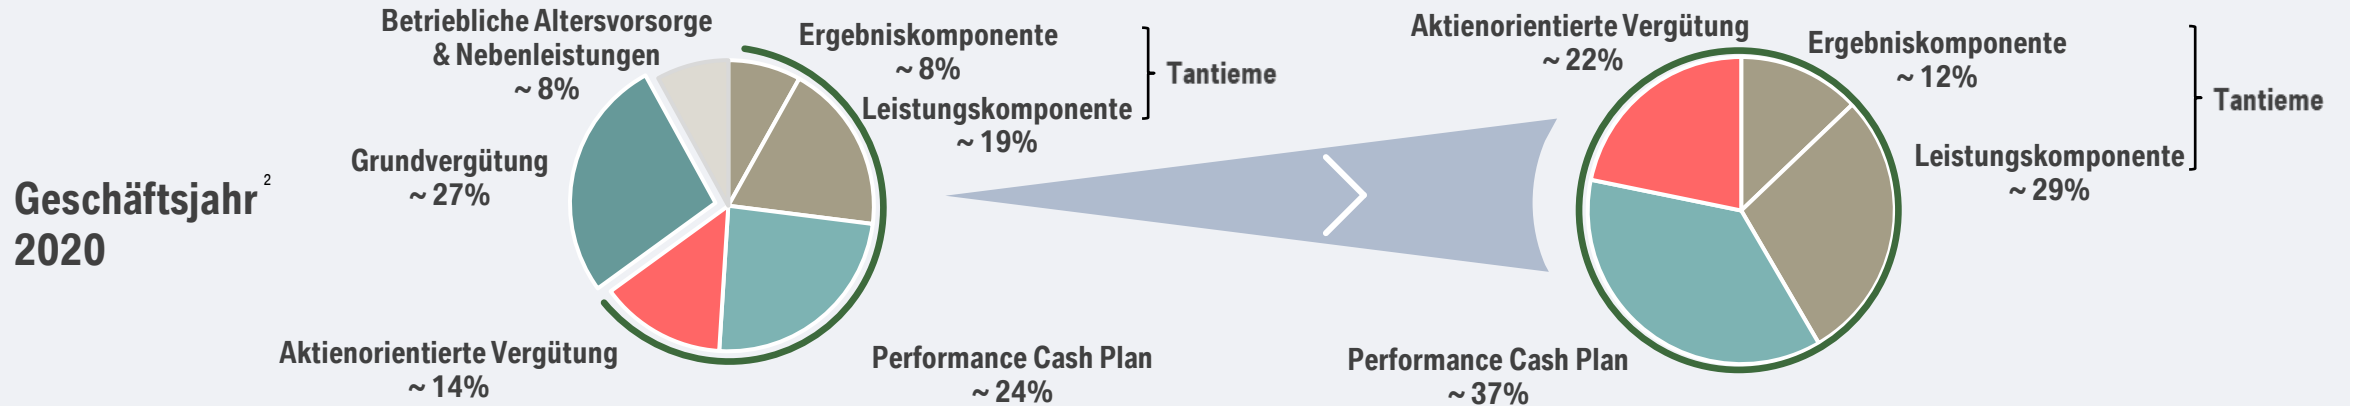 Geschäftsjahr ²
2020
Betriebliche Altersvorsorge
& Nebenleistungen
~ 8%
Grundvergütung
~ 27%
Aktienorientierte Vergütung
~ 14%
Ergebniskomponente
~ 8%
Leistungskomponente
~ 19%
Tantieme
Performance Cash Plan
~ 24%
Aktienorientierte Vergütung
~ 22%
Ergebniskomponente
~ 12%
Leistungskomponente
~ 29%
Tantieme
Performance Cash Plan
~ 37%